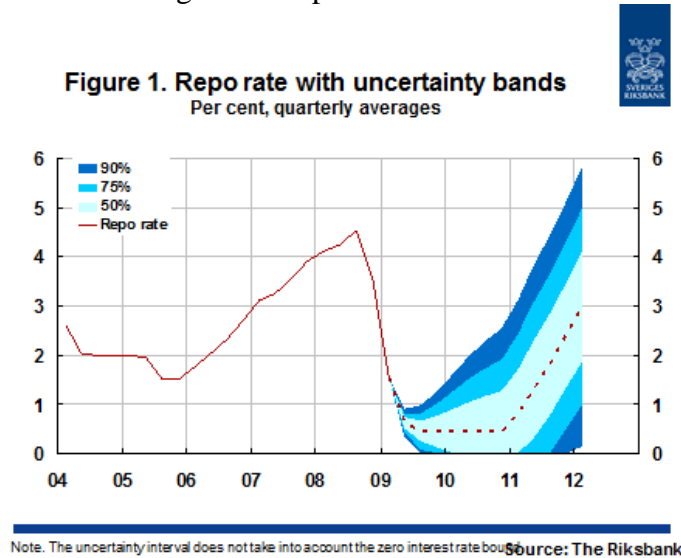 SVERIGES
RIKSBANK
Figure 1. Repo rate with uncertainty bands
Per cent, quarterly averages
6 6
90%
75%
50%
Repo rate
5 5
4 4
3 3
2 2
1 1
0 0
04 05 06 07 08 09 10 11 12
Note. The uncertainty interval does not take into account the zero interest rate Source: The Riksbank